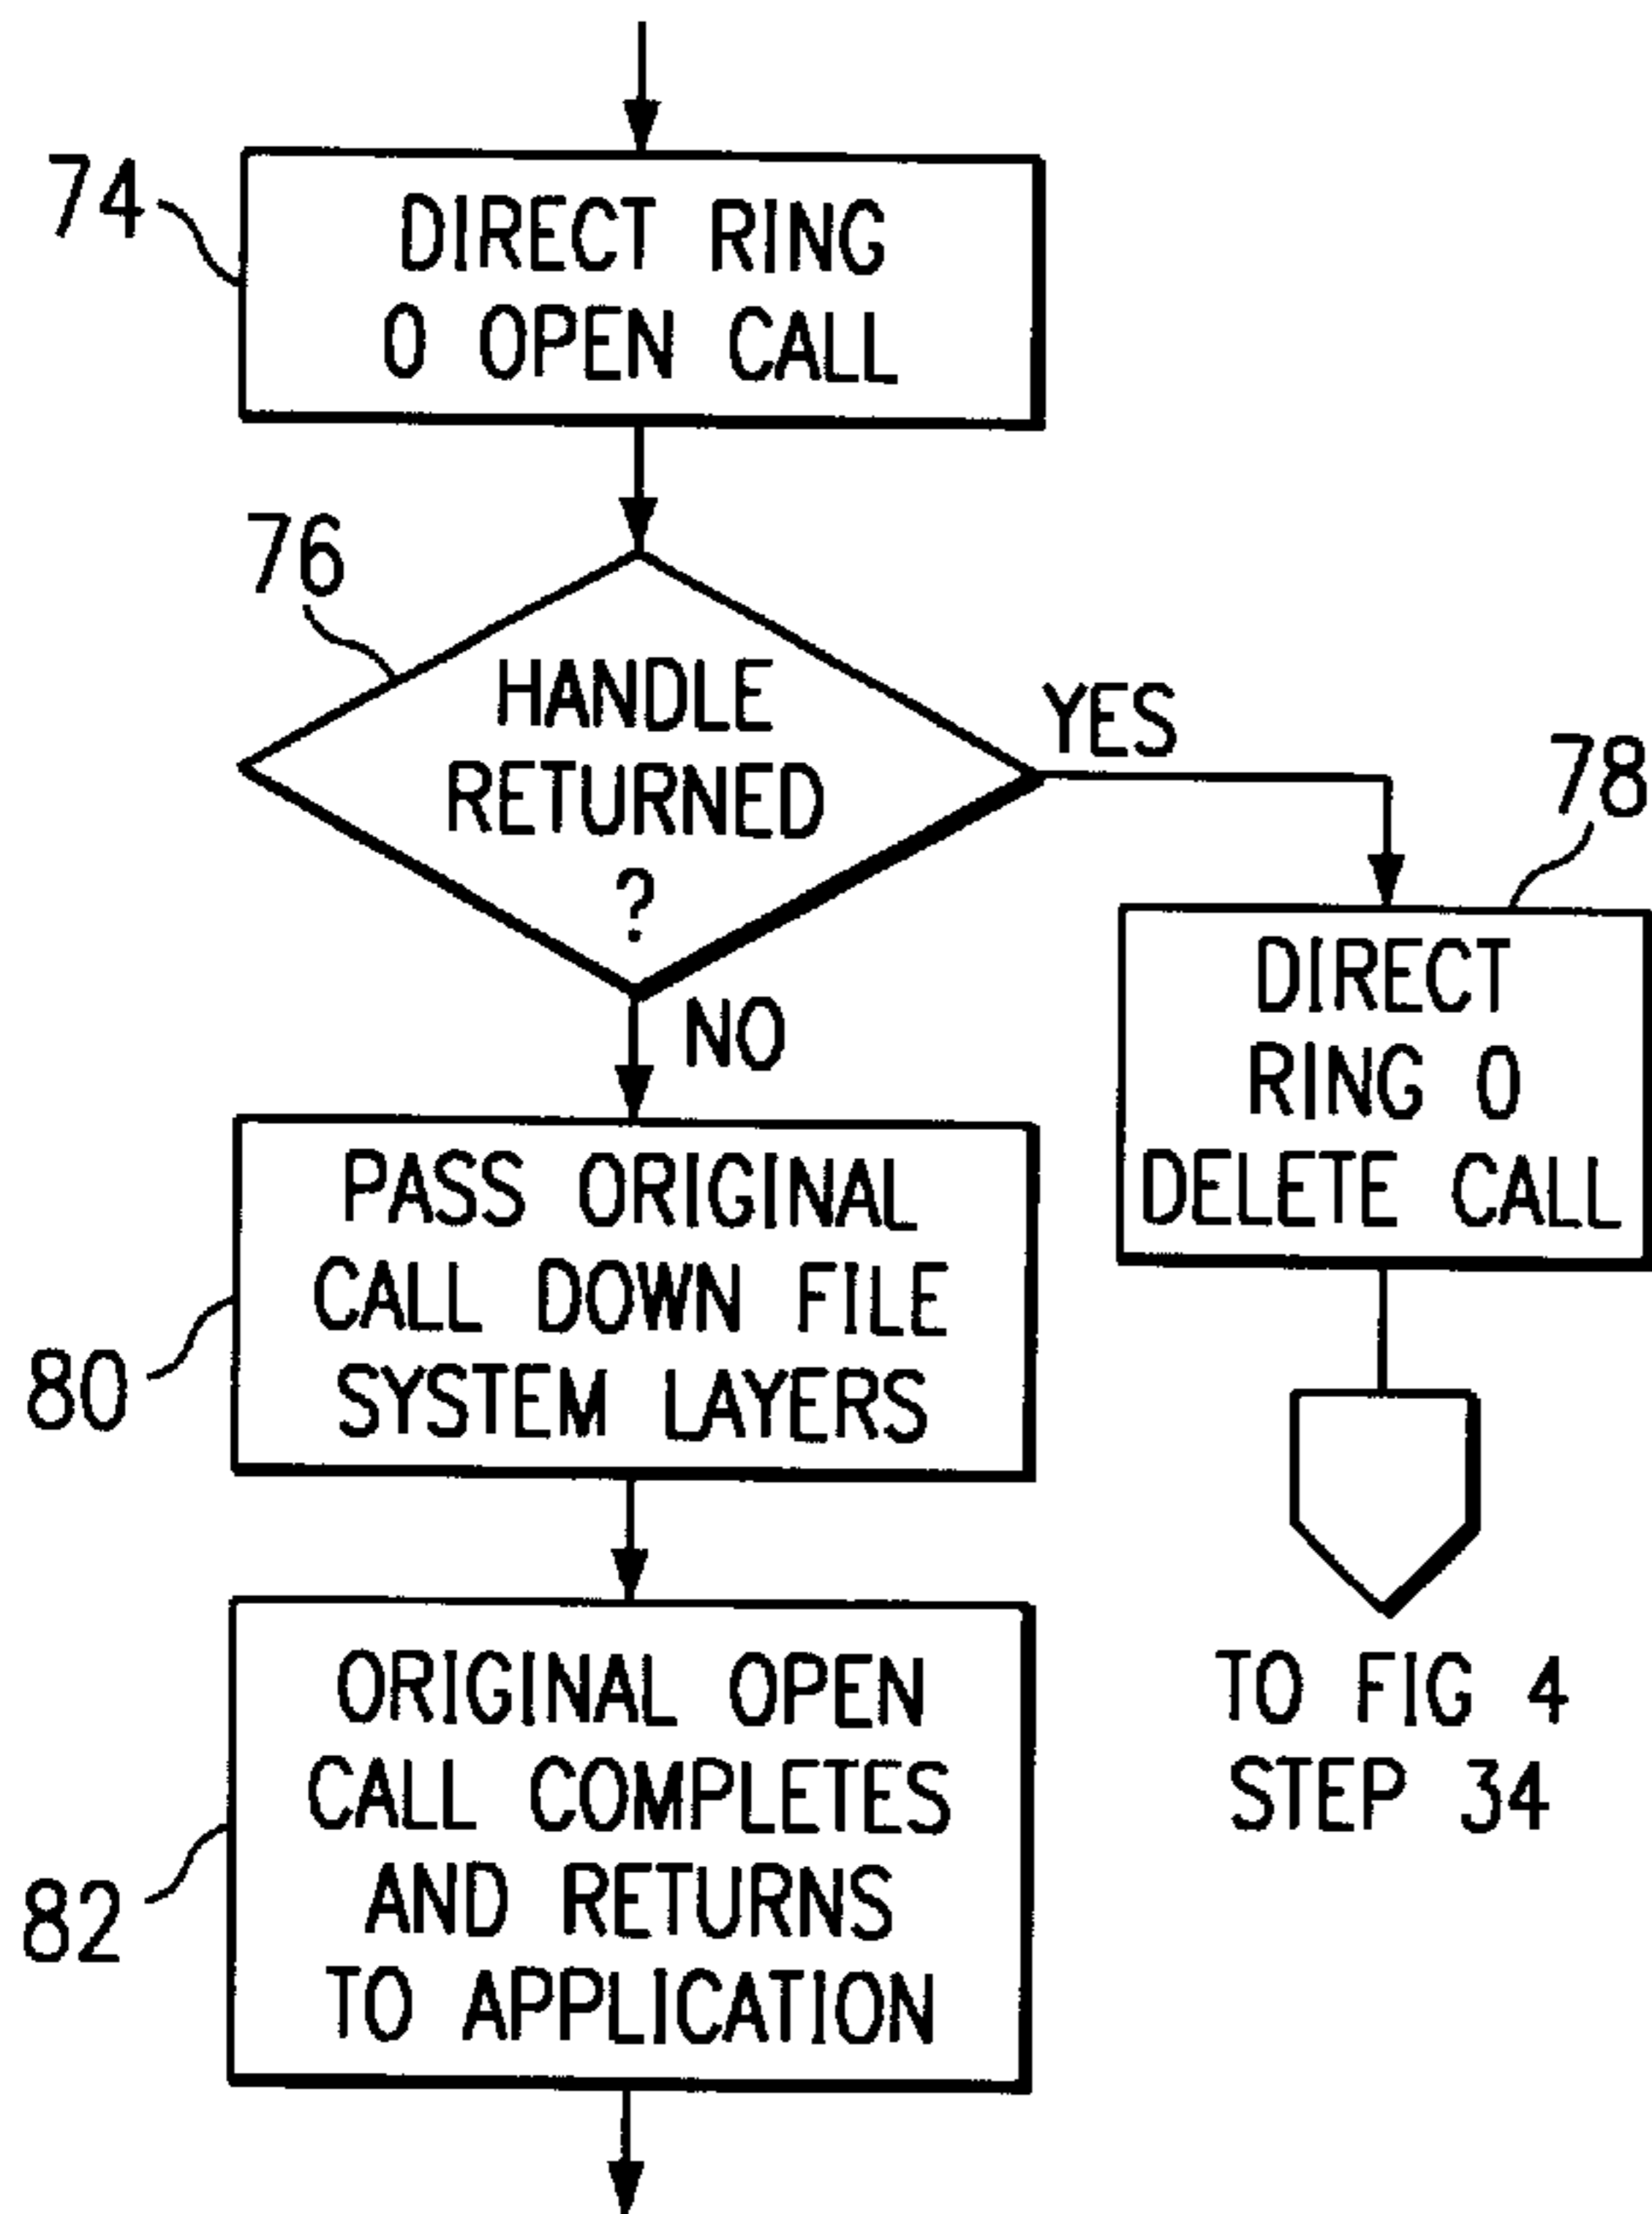 74
DIRECT RING
0 OPEN CALL
76
HANDLE
RETURNED
?
YES
NO
78
DIRECT
RING 0
DELETE CALL
80
PASS ORIGINAL
CALL DOWN FILE
SYSTEM LAYERS
82
ORIGINAL OPEN
CALL COMPLETES
AND RETURNS
TO APPLICATION
TO FIG 4
STEP 34